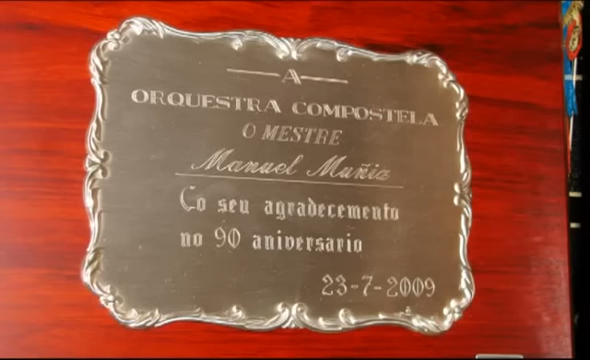 A
ORQUESTRA COMPOSTELA
O MESTRE
Manuel Muñiz
Co seu agradecemento
no 90 aniversario
23-7-2009